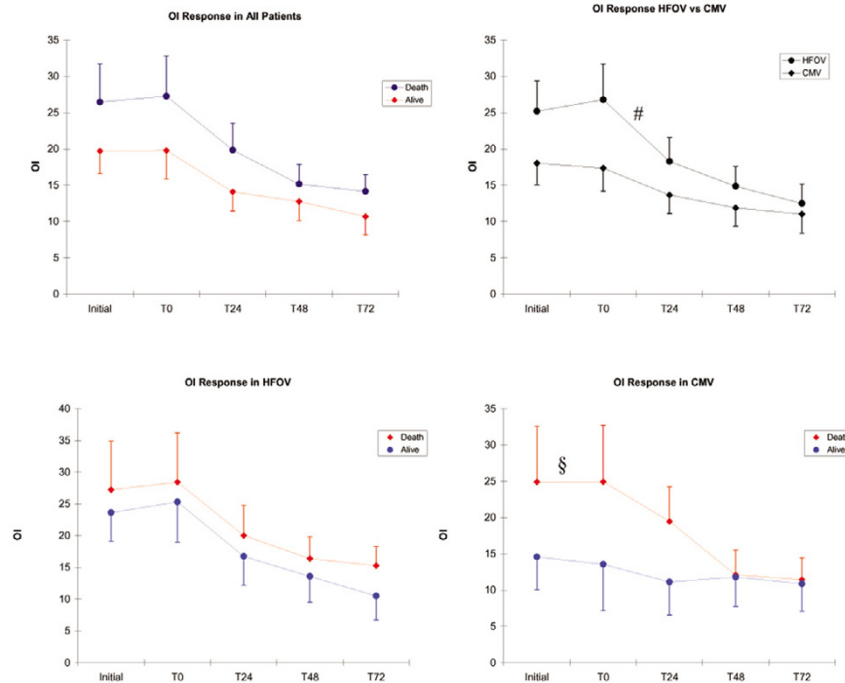 OI Response in All Patients
35
30
25
20
15
10
5
0
OI
Initial T0 T24 T48 T72
Death
Alive
OI Response HFOV vs CMV
35
30
25
20
15
10
5
0
OI
#
Initial T0 T24 T48 T72
HFOV
CMV
OI Response in HFOV
40
35
30
25
20
15
10
5
0
OI
Initial T0 T24 T48 T72
Death
Alive
OI Response in CMV
35
30
25
20
15
10
5
0
OI
§
Initial T0 T24 T48 T72
Death
Alive